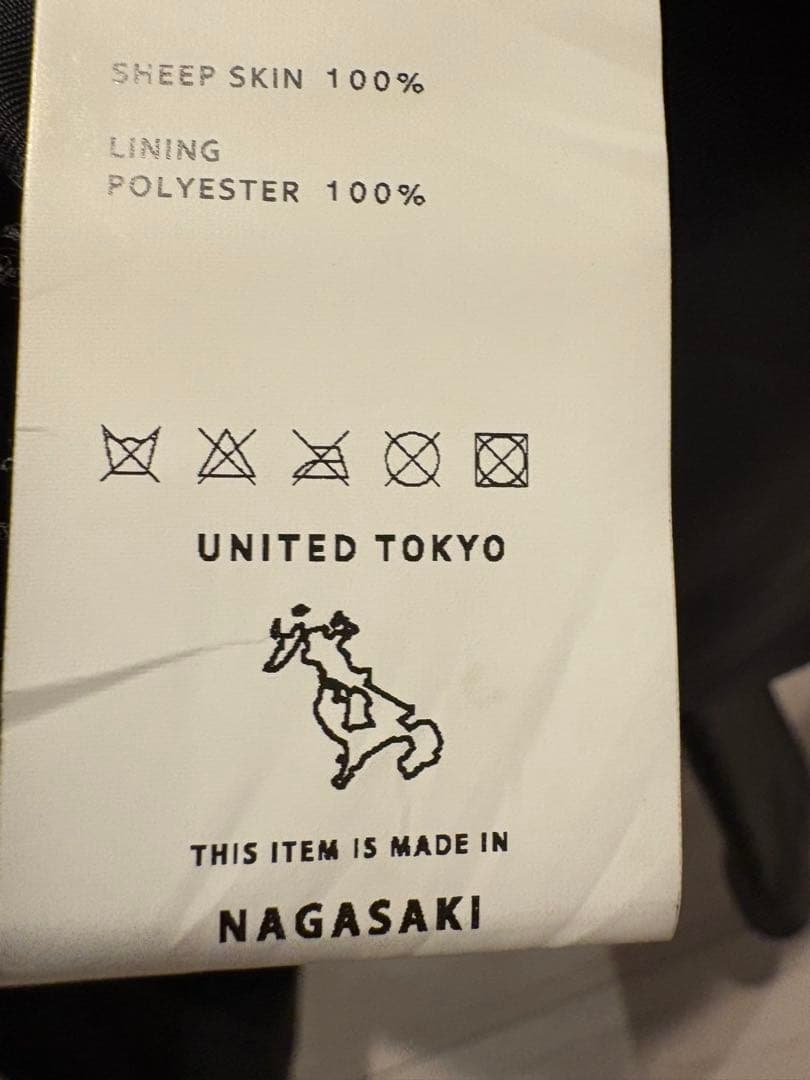 SHEEP SKIN 100%
LINING
POLYESTER 100%
UNITED TOKYO
THIS ITEM IS MADE IN
NAGASAKI